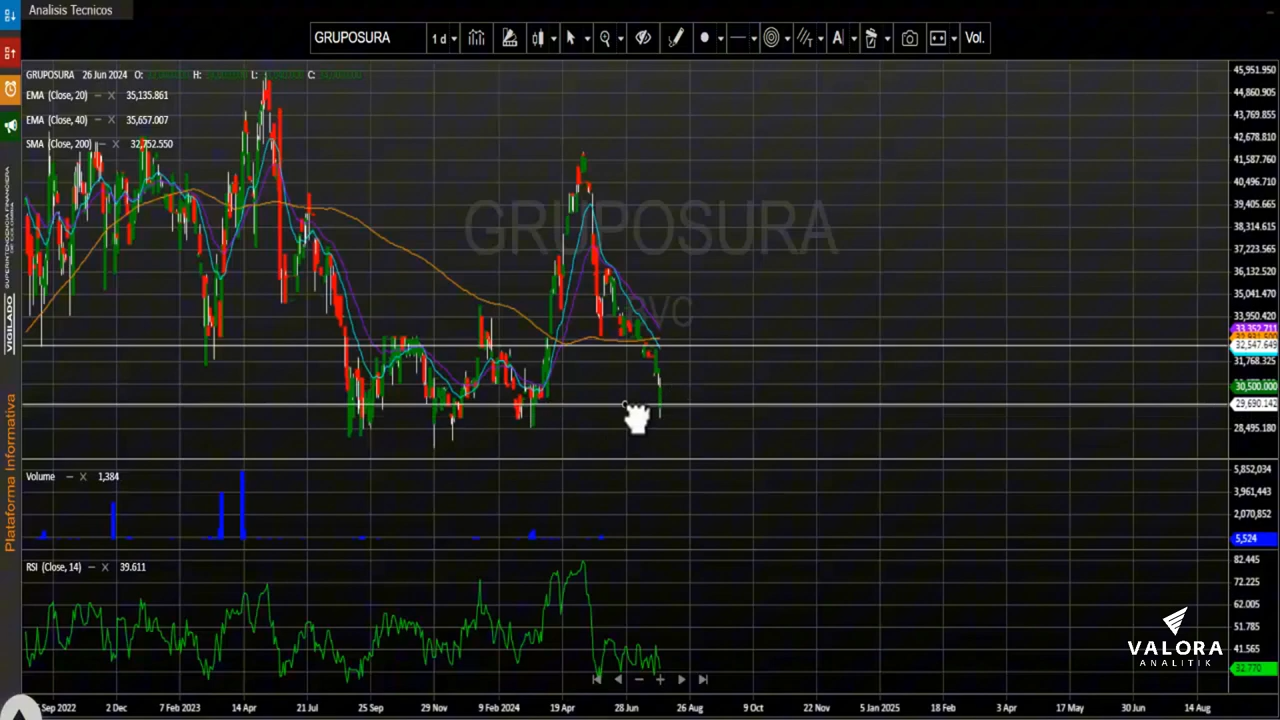 Analisis Tecnicos
GRUPOSURA
1 d
A
Vol.
GRUPOSURA 26 Jun 2024 O: H: L: C:
EMA (Close, 20) — X 35,135.861
EMA (Close, 40) — X 35,657.007
SMA (Close, 200) — X 32,752.550
GRUPOSURA
BVC
45,951.950
44,860.905
43,769.855
42,678.810
41,587.760
40,496.710
39,405.665
38,314.615
37,223.565
36,132.520
35,041.470
33,950.420
33,352.711
32,547.649
31,768.325
30,500.000
29,690.142
28,495.180
Volume — X 1,384
5,852,034
3,961,443
2,070,852
5,524
RSI (Close, 14) — X 39.611
82.445
72.225
62.005
51.785
41.565
32.770
VIGILADO
SUPERINTENDENCIA FINANCIERA
DE COLOMBIA
Plataforma Informativa
VALORA
ANALITIK
Sep 2022 2 Dec 7 Feb 2023 14 Apr 21 Jul 25 Sep 29 Nov 9 Feb 2024 19 Apr 28 Jun 26 Aug 9 Oct 22 Nov 5 Jan 2025 18 Feb 3 Apr 17 May 30 Jun 14 Aug